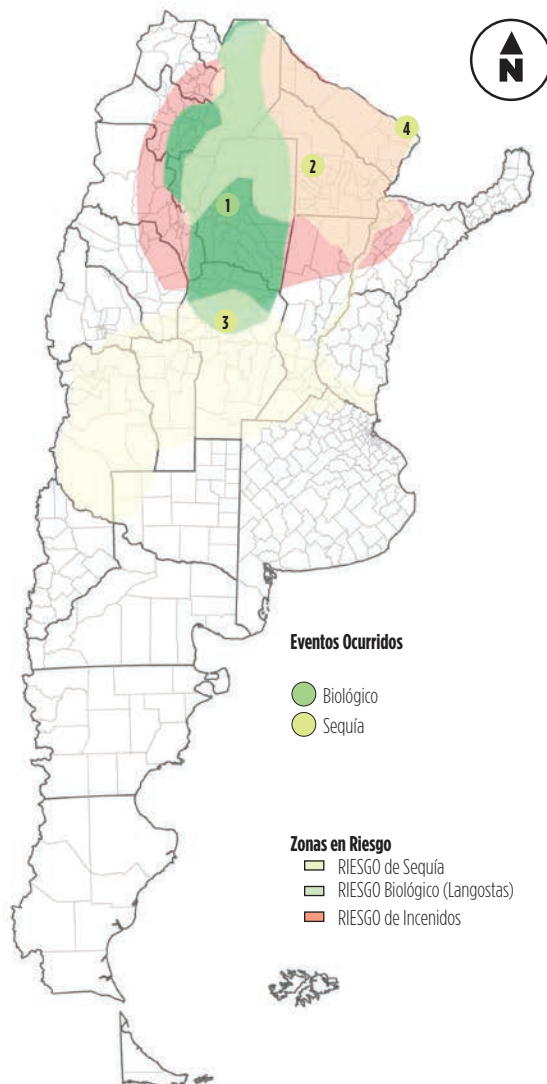 N
4
2
1
3
Eventos Ocurridos
Biológico
Sequía
Zonas en Riesgo
RIESGO de Sequía
RIESGO Biológico (Langostas)
RIESGO de Incenidos